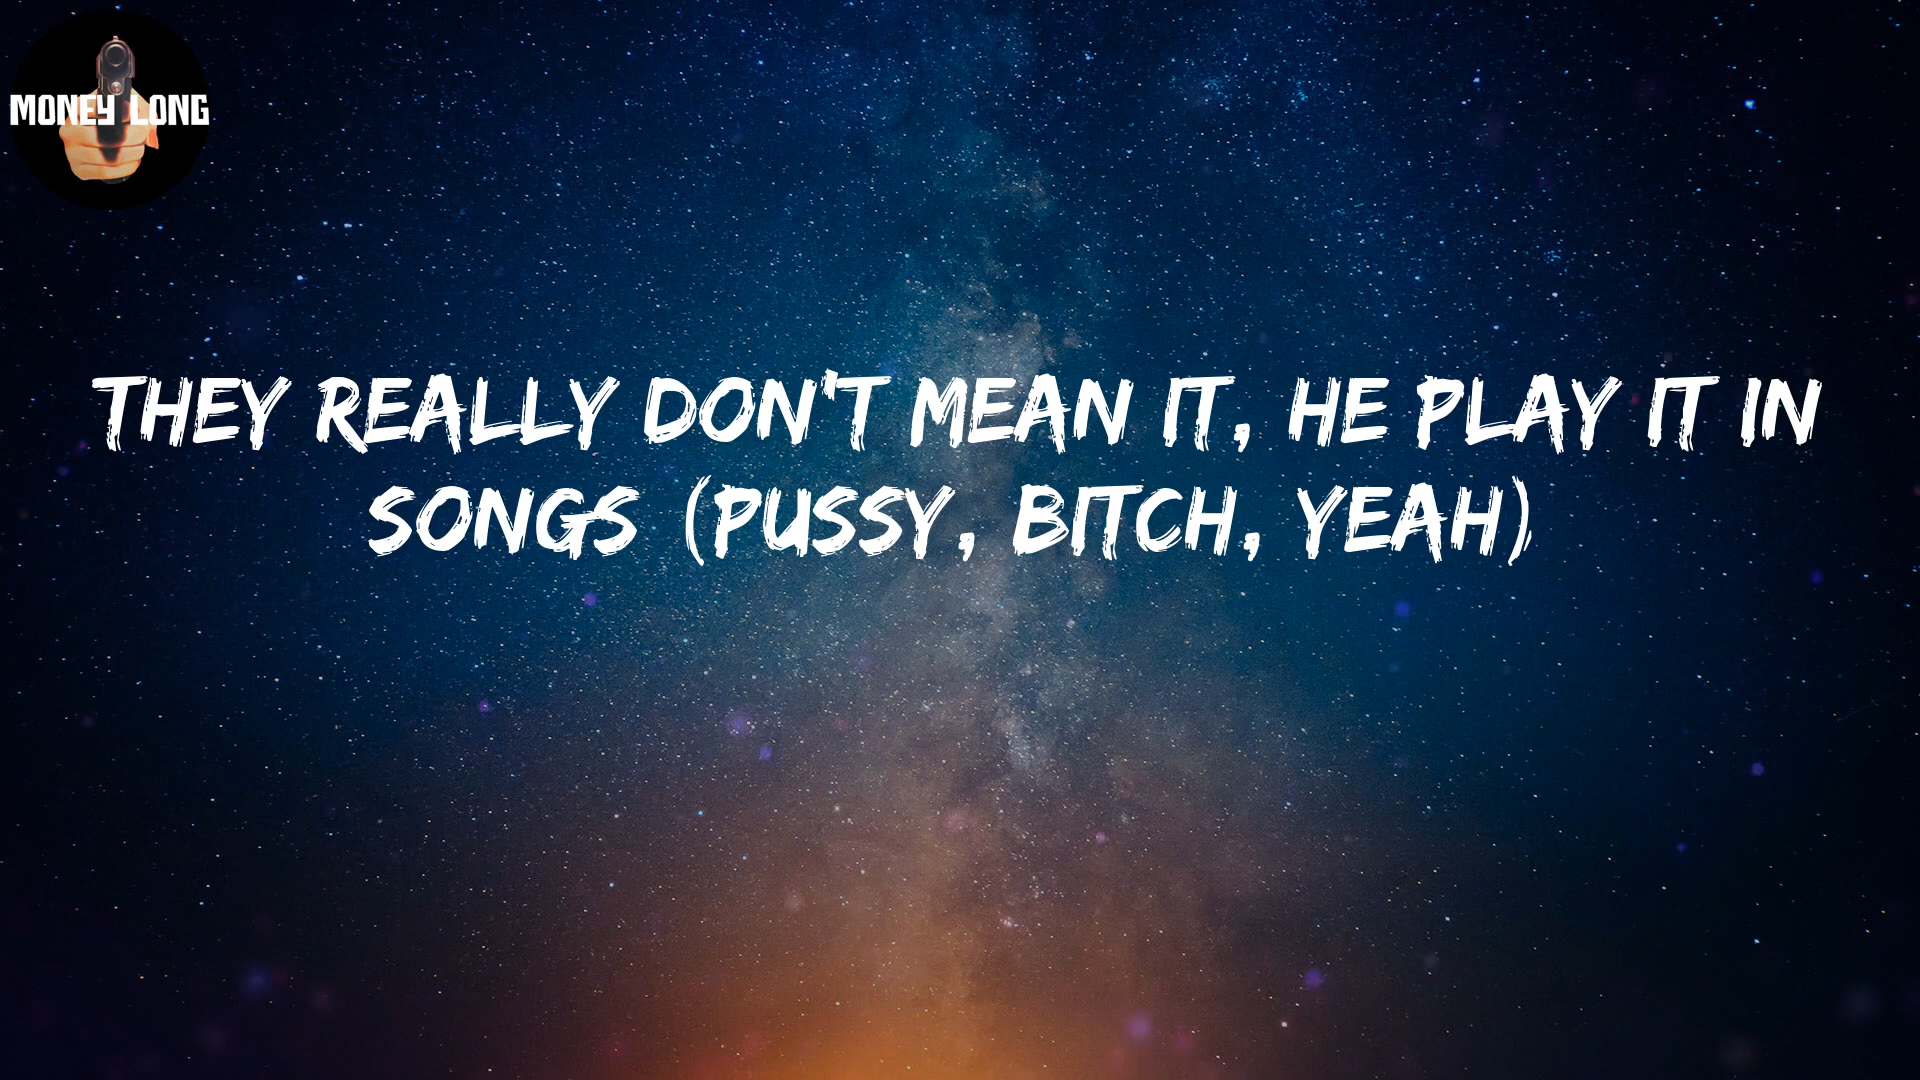 MONEY LONG
THEY REALLY DON'T MEAN IT, HE PLAY IT IN
SONGS (PUSSY, BITCH, YEAH)